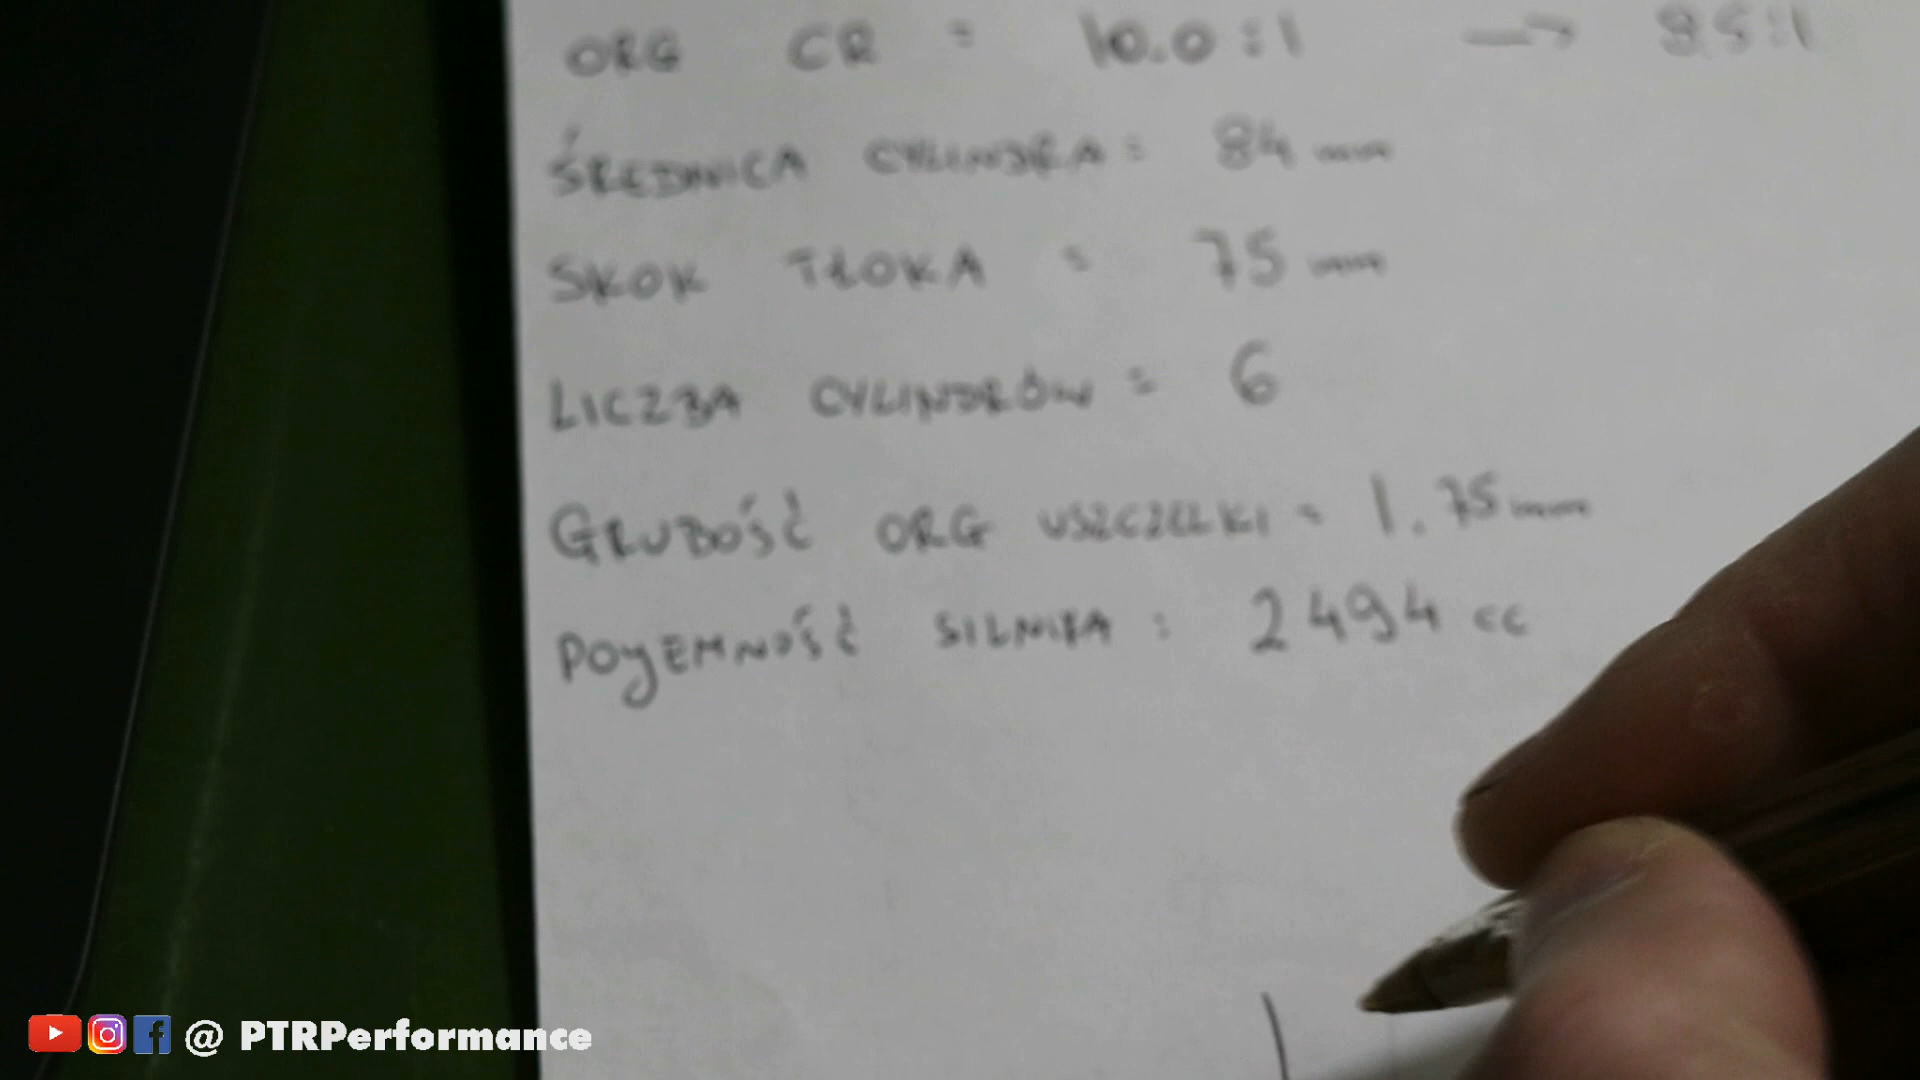 ORG CR = 10.0:1 → 8.5:1
ŚREDNICA CYLINDRA = 84 mm
SKOK TŁOKA = 75 mm
LICZBA CYLINDRÓW = 6
GRUBOŚĆ ORG USZCZELKI = 1.75 mm
POJEMNOŚĆ SILNIKA = 2494 cc
@ PTRPerformance